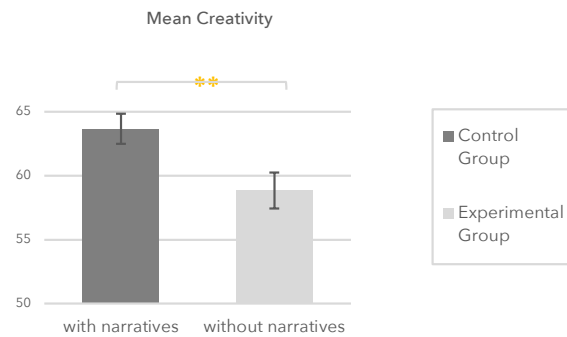 Mean Creativity
**
65
60
55
50
with narratives without narratives
Control
Group
Experimental
Group